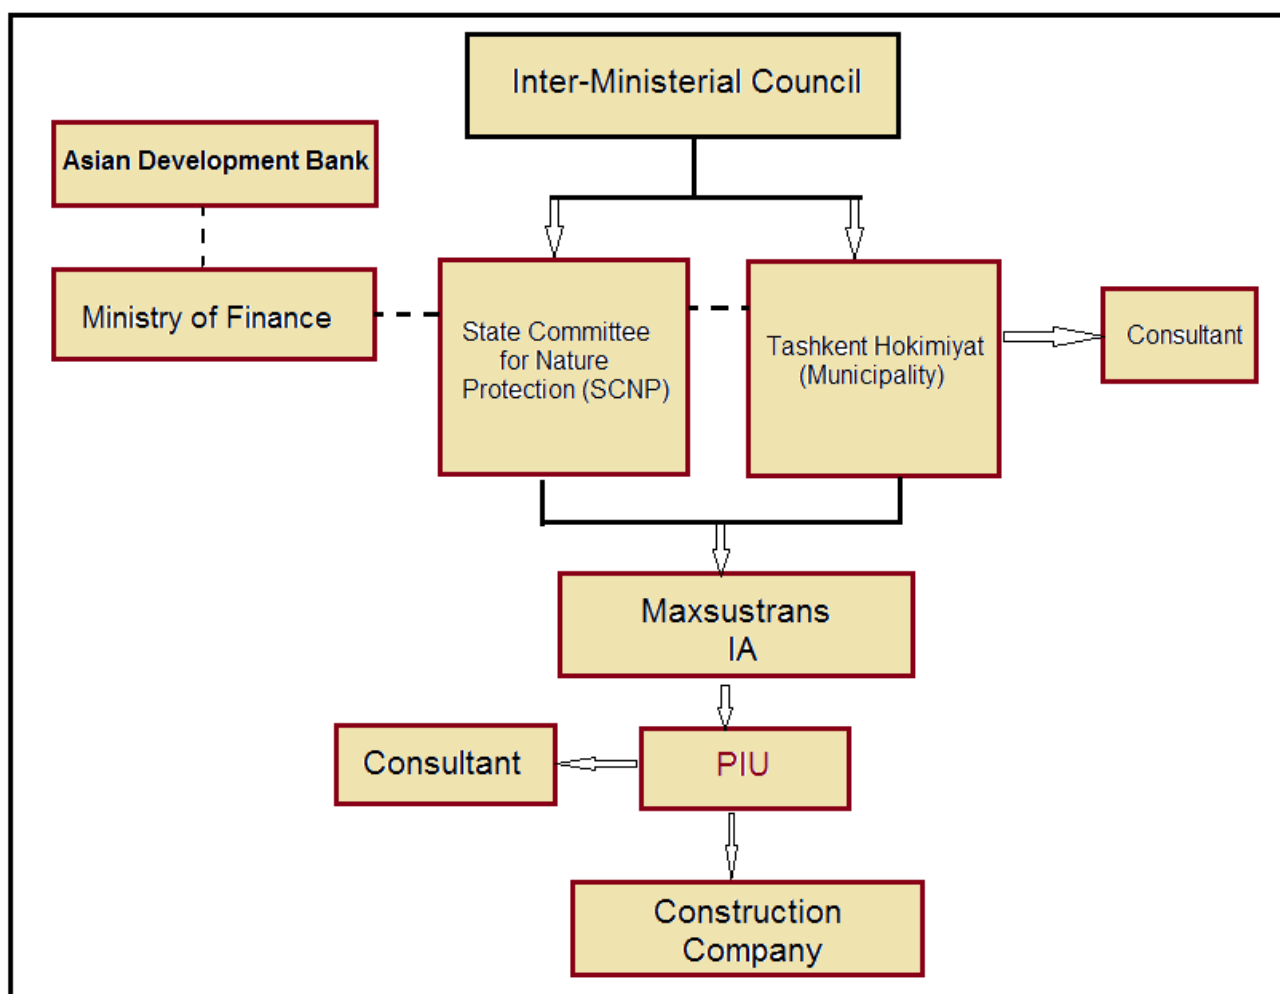 Inter-Ministerial Council
Asian Development Bank
Ministry of Finance
State Committee
for Nature
Protection (SCNP)
Tashkent Hokimiyat
(Municipality)
Consultant
Maxsustrans
IA
Consultant
PIU
Construction
Company